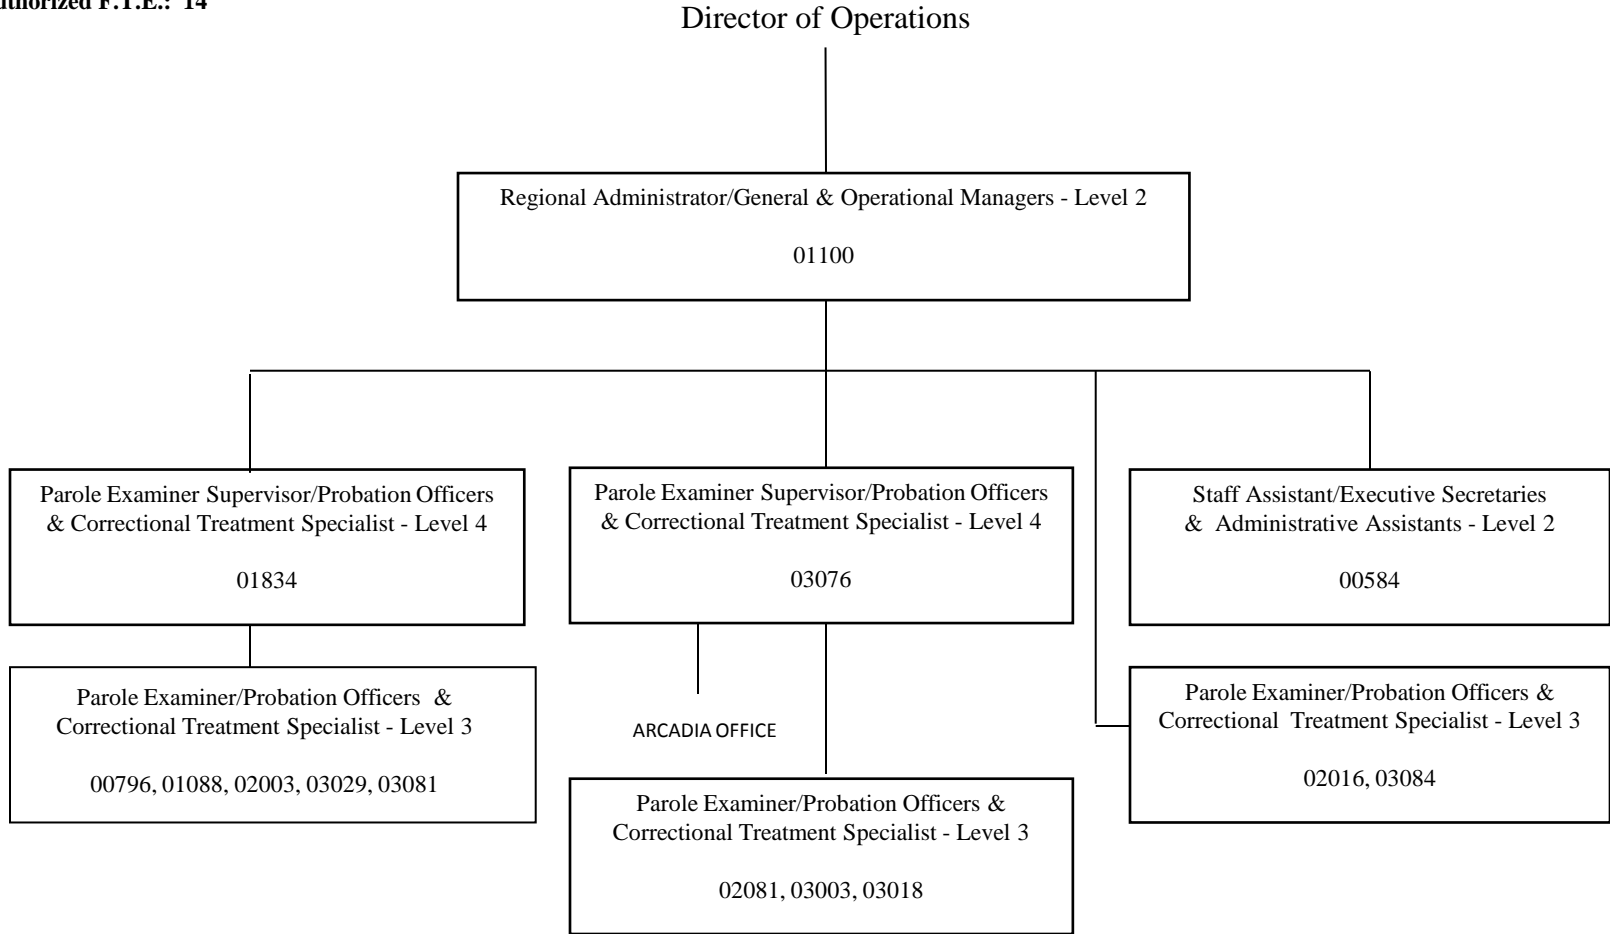 F.T.E.: 14
Director of Operations
Regional Administrator/General & Operational Managers - Level 2
01100
Parole Examiner Supervisor/Probation Officers
& Correctional Treatment Specialist - Level 4
01834
Parole Examiner Supervisor/Probation Officers
& Correctional Treatment Specialist - Level 4
03076
Staff Assistant/Executive Secretaries
& Administrative Assistants - Level 2
00584
Parole Examiner/Probation Officers &
Correctional Treatment Specialist - Level 3
00796, 01088, 02003, 03029, 03081
ARCADIA OFFICE
Parole Examiner/Probation Officers &
Correctional Treatment Specialist - Level 3
02081, 03003, 03018
Parole Examiner/Probation Officers &
Correctional Treatment Specialist - Level 3
02016, 03084